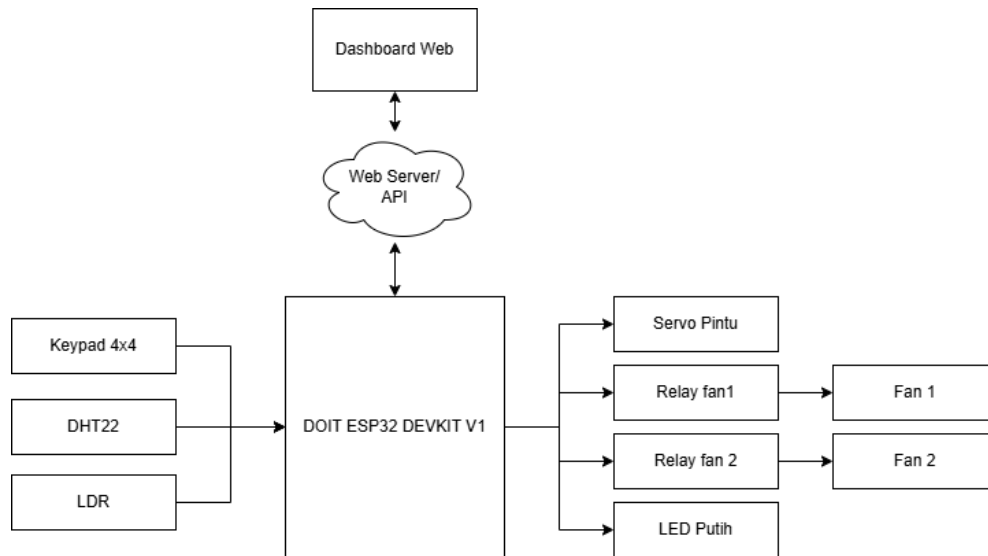 Dashboard Web
Web Server/
API
Keypad 4x4
DHT22
LDR
DOIT ESP32 DEVKIT V1
Servo Pintu
Relay fan1
Fan 1
Relay fan 2
Fan 2
LED Putih